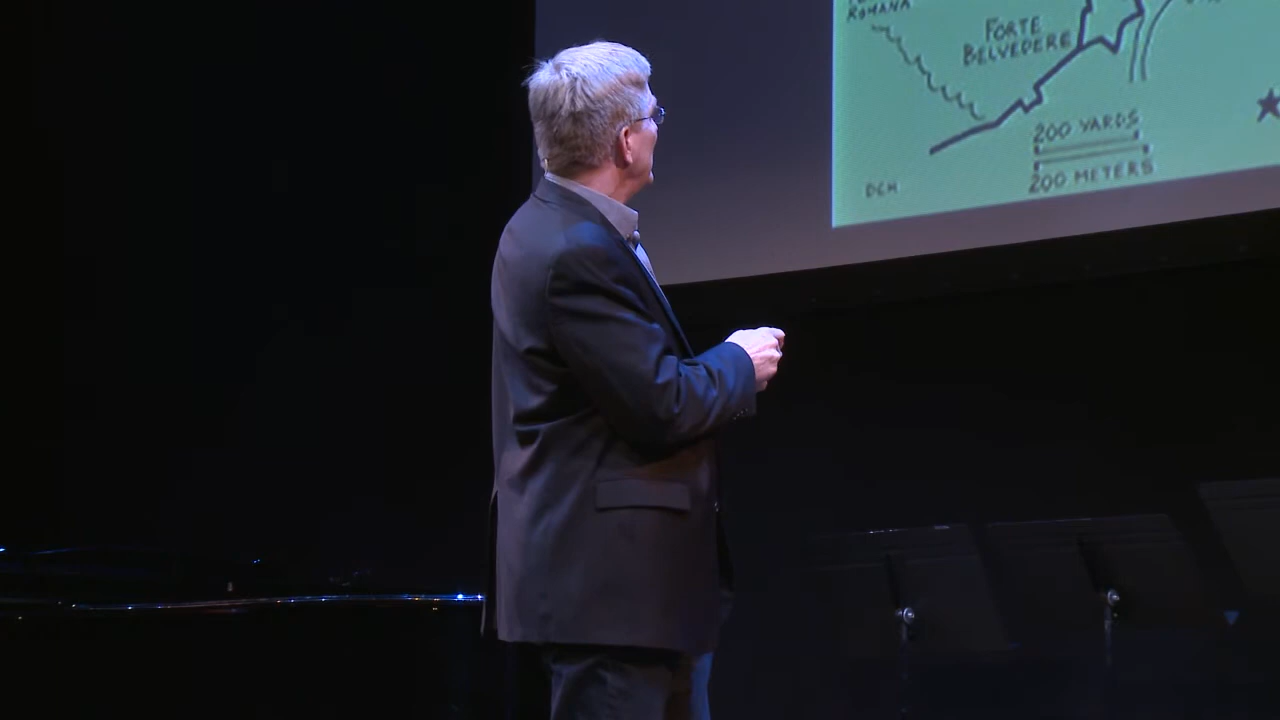 ROMANA
FORTE
BELVEDERE
200 YARDS
200 METERS
DCH